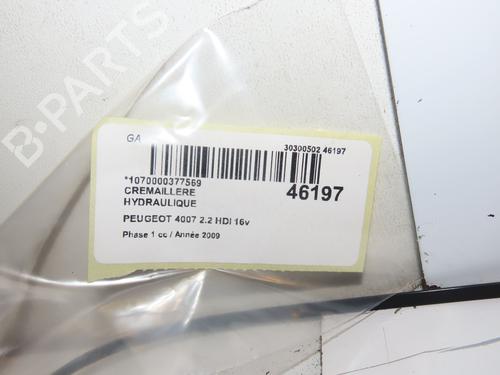 B-PARTS
GA
30300502 46197
*1070000377569
CREMAILLERE
HYDRAULIQUE
46197
PEUGEOT 4007 2.2 HDI 16v
Phase 1 cc / Année 2009